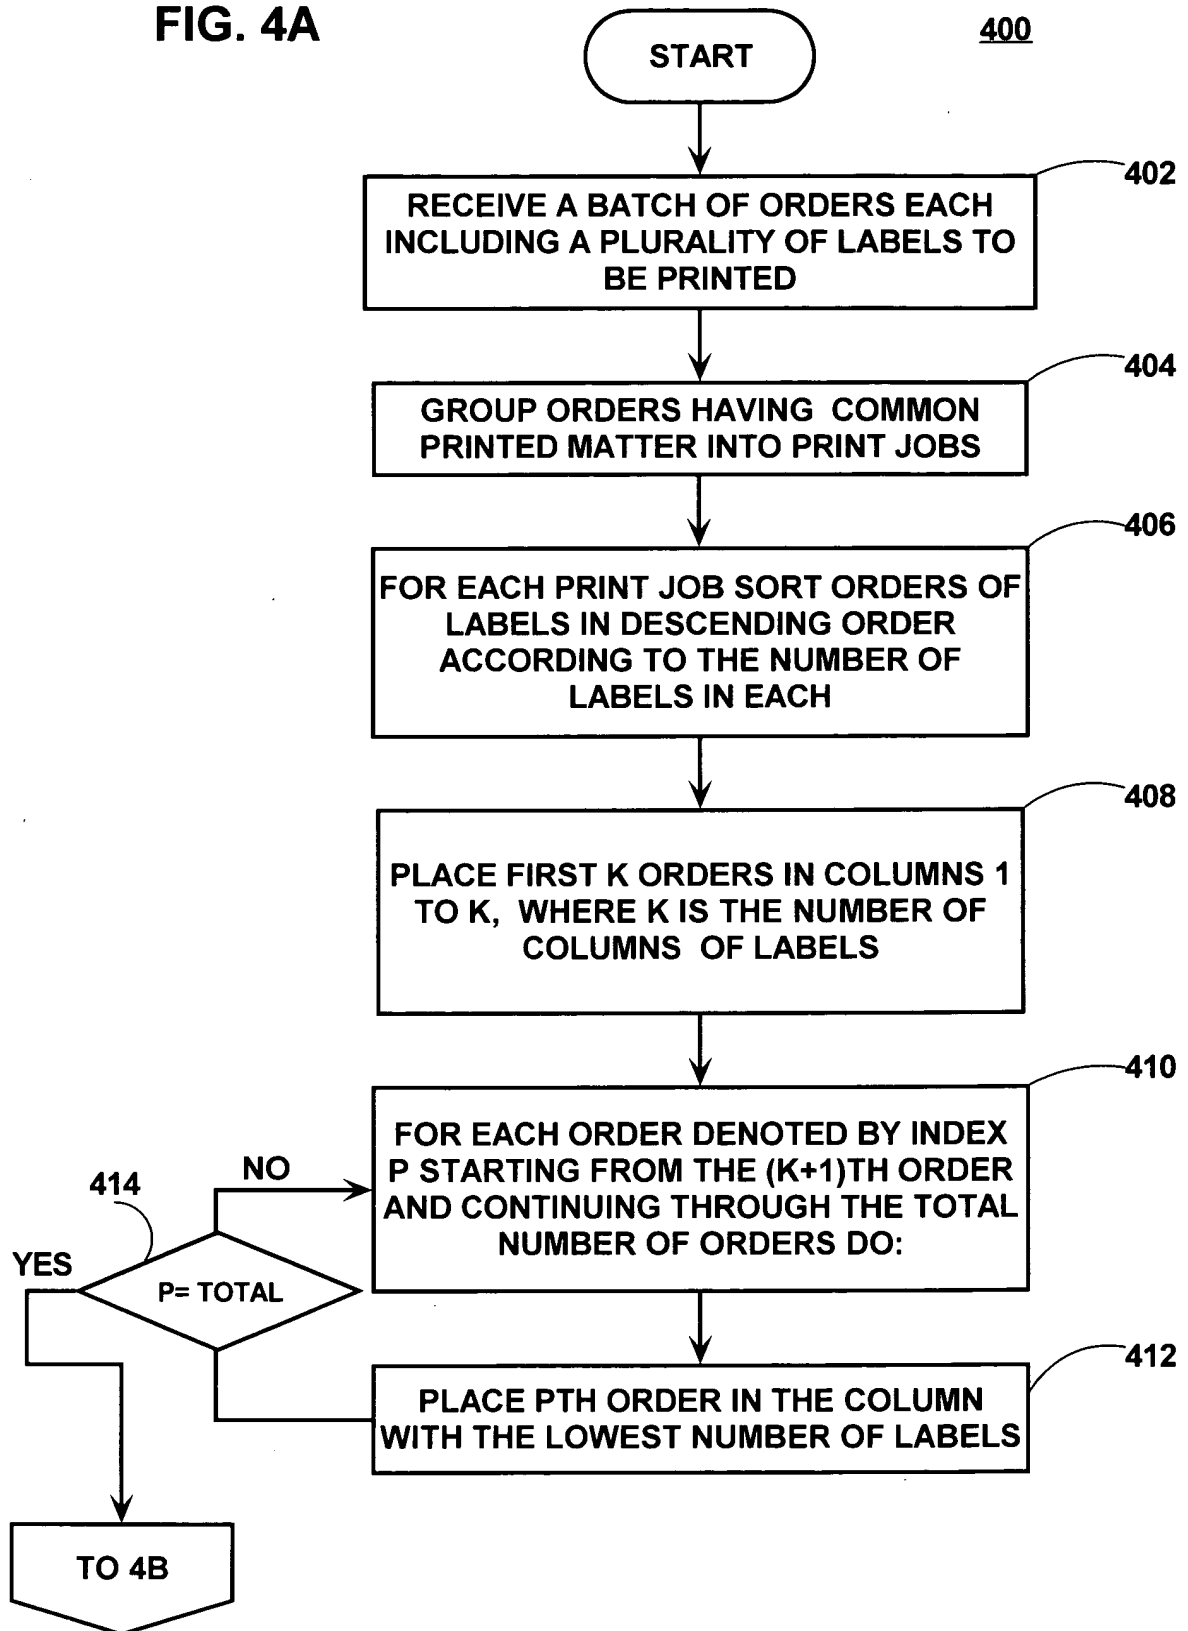 FIG. 4A
400
START
402
RECEIVE A BATCH OF ORDERS EACH
INCLUDING A PLURALITY OF LABELS TO
BE PRINTED
404
GROUP ORDERS HAVING COMMON
PRINTED MATTER INTO PRINT JOBS
406
FOR EACH PRINT JOB SORT ORDERS OF
LABELS IN DESCENDING ORDER
ACCORDING TO THE NUMBER OF
LABELS IN EACH
408
PLACE FIRST K ORDERS IN COLUMNS 1
TO K, WHERE K IS THE NUMBER OF
COLUMNS OF LABELS
410
FOR EACH ORDER DENOTED BY INDEX
P STARTING FROM THE (K+1)TH ORDER
AND CONTINUING THROUGH THE TOTAL
NUMBER OF ORDERS DO:
NO
414
YES
P= TOTAL
412
PLACE PTH ORDER IN THE COLUMN
WITH THE LOWEST NUMBER OF LABELS
TO 4B